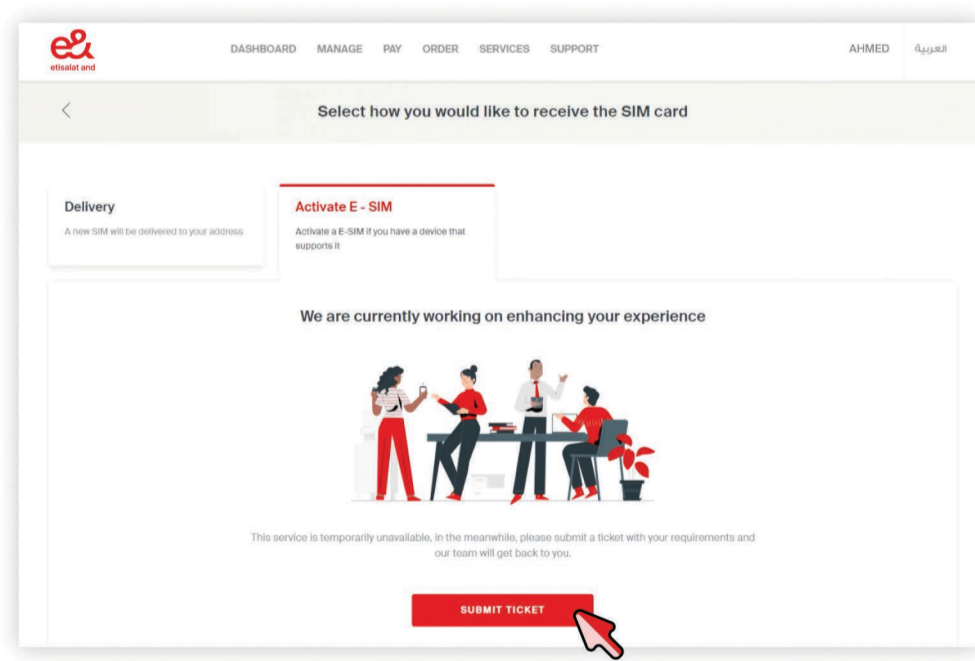 e&
etisalat and
DASHBOARD MANAGE PAY ORDER SERVICES SUPPORT AHMED العربية
Select how you would like to receive the SIM card
Delivery
A new SIM will be delivered to your address
Activate E - SIM
Activate a E-SIM if you have a device that
supports it
We are currently working on enhancing your experience
This service is temporarily unavailable, in the meanwhile, please submit a ticket with your requirements and
our team will get back to you.
SUBMIT TICKET